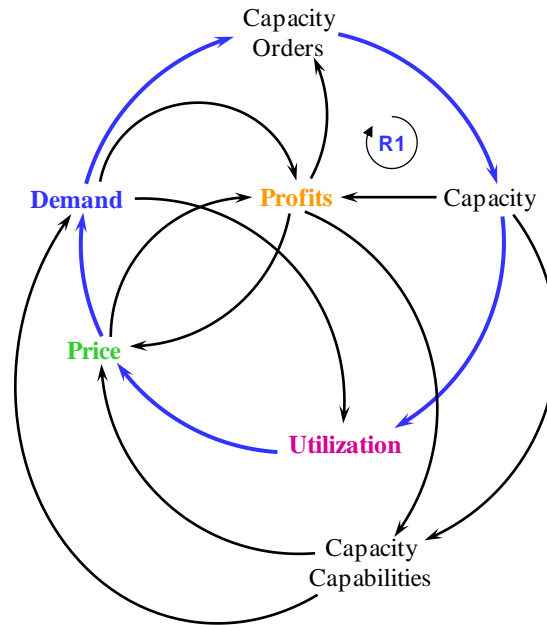 Capacity
Orders
R1
Demand
Profits
Capacity
Price
Utilization
Capacity
Capabilities